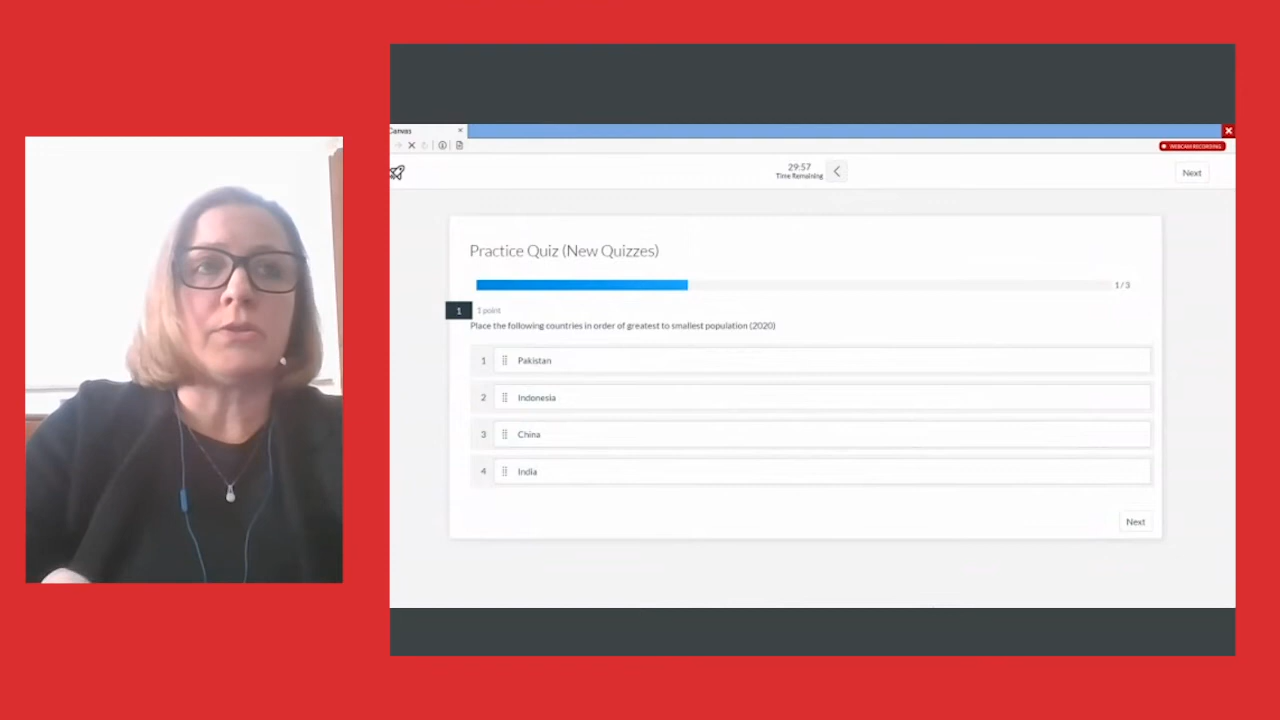 Canvas
WEBCAM RECORDING
29:57
Time Remaining
Next
Practice Quiz (New Quizzes)
1/3
1
1 point
Place the following countries in order of greatest to smallest population (2020)
1 Pakistan
2 Indonesia
3 China
4 India
Next